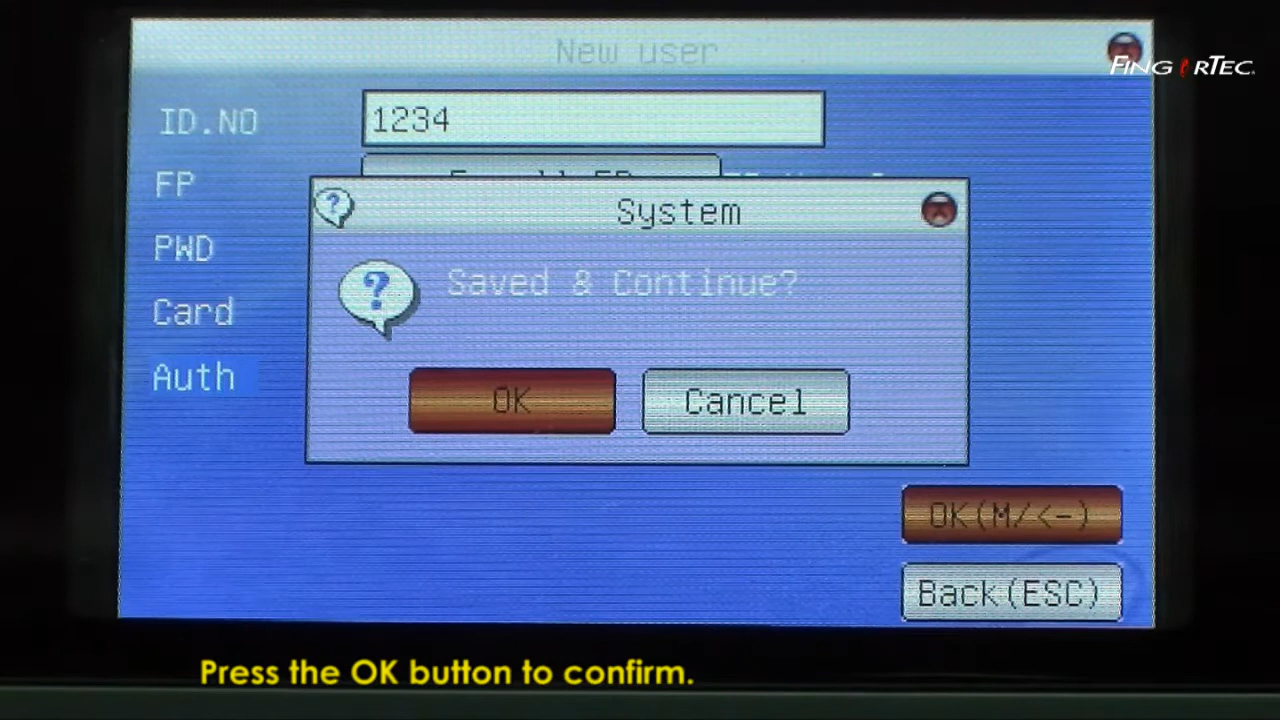 New user
FINGERTEC
ID.NO
1234
FP
System
PWD
Saved & Continue?
Card
Auth
OK
Cancel
OK(M/<-)
Back(ESC)
Press the OK button to confirm.